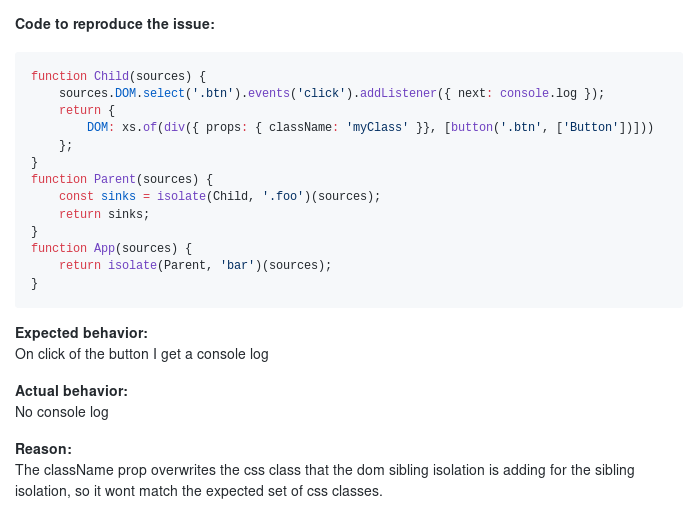 Code to reproduce the issue:
function Child(sources) {
    sources.DOM.select('.btn').events('click').addListener({ next: console.log });
    return {
        DOM: xs.of(div({ props: { className: 'myClass' }}, [button('.btn', ['Button'])]))
    };
}
function Parent(sources) {
    const sinks = isolate(Child, '.foo')(sources);
    return sinks;
}
function App(sources) {
    return isolate(Parent, 'bar')(sources);
}
Expected behavior:
On click of the button I get a console log
Actual behavior:
No console log
Reason:
The className prop overwrites the css class that the dom sibling isolation is adding for the sibling
isolation, so it wont match the expected set of css classes.